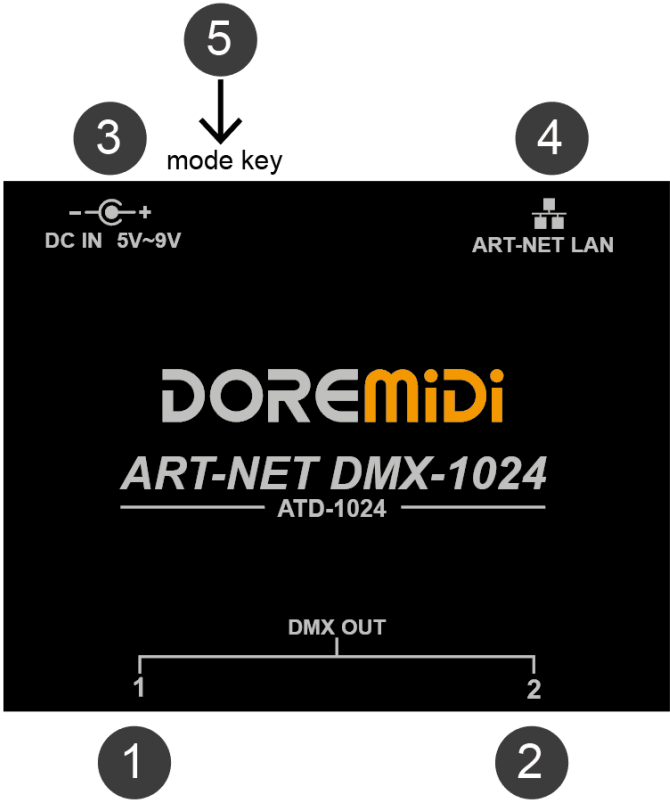 5
3
4
mode key
- +
DC IN 5V~9V
ART-NET LAN
DOREMiDi
ART-NET DMX-1024
ATD-1024
DMX OUT
1
2
1
2